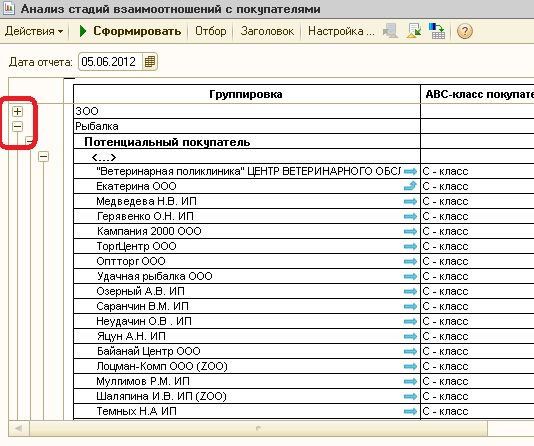 Анализ стадий взаимоотношений с покупателями
Действия Сформировать Отбор Заголовок Настройка ...
Дата отчета: 05.06.2012
Группировка АВС-класс покупате
ЗОО
Рыбалка
Потенциальный покупатель
<...>
"Ветеринарная поликлиника" ЦЕНТР ВЕТЕРИНАРНОГО ОБСЛ С - класс
Екатерина ООО С - класс
Медведева Н.В. ИП С - класс
Герявенко О.Н. ИП С - класс
Кампания 2000 ООО С - класс
ТоргЦентр ООО С - класс
Оптторг ООО С - класс
Удачная рыбалка ООО С - класс
Озерный А.В. ИП С - класс
Саранчин В.М. ИП С - класс
Неудачин О.В . ИП С - класс
Яцун А.Н. ИП С - класс
Байанай Центр ООО С - класс
Лоцман-Комп ООО (ZOO) С - класс
Мулгимов Р.М. ИП С - класс
Шаляпина И.В. ИП (ZOO) С - класс
Темных Н.А ИП С - класс